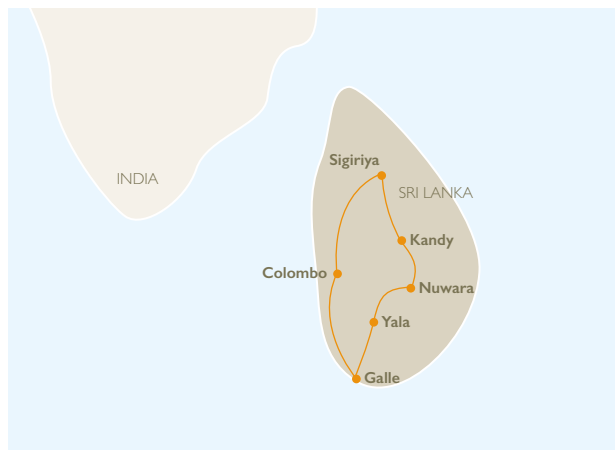 Sigiriya
INDIA
SRI LANKA
Kandy
Colombo
Nuwara
Yala
Galle